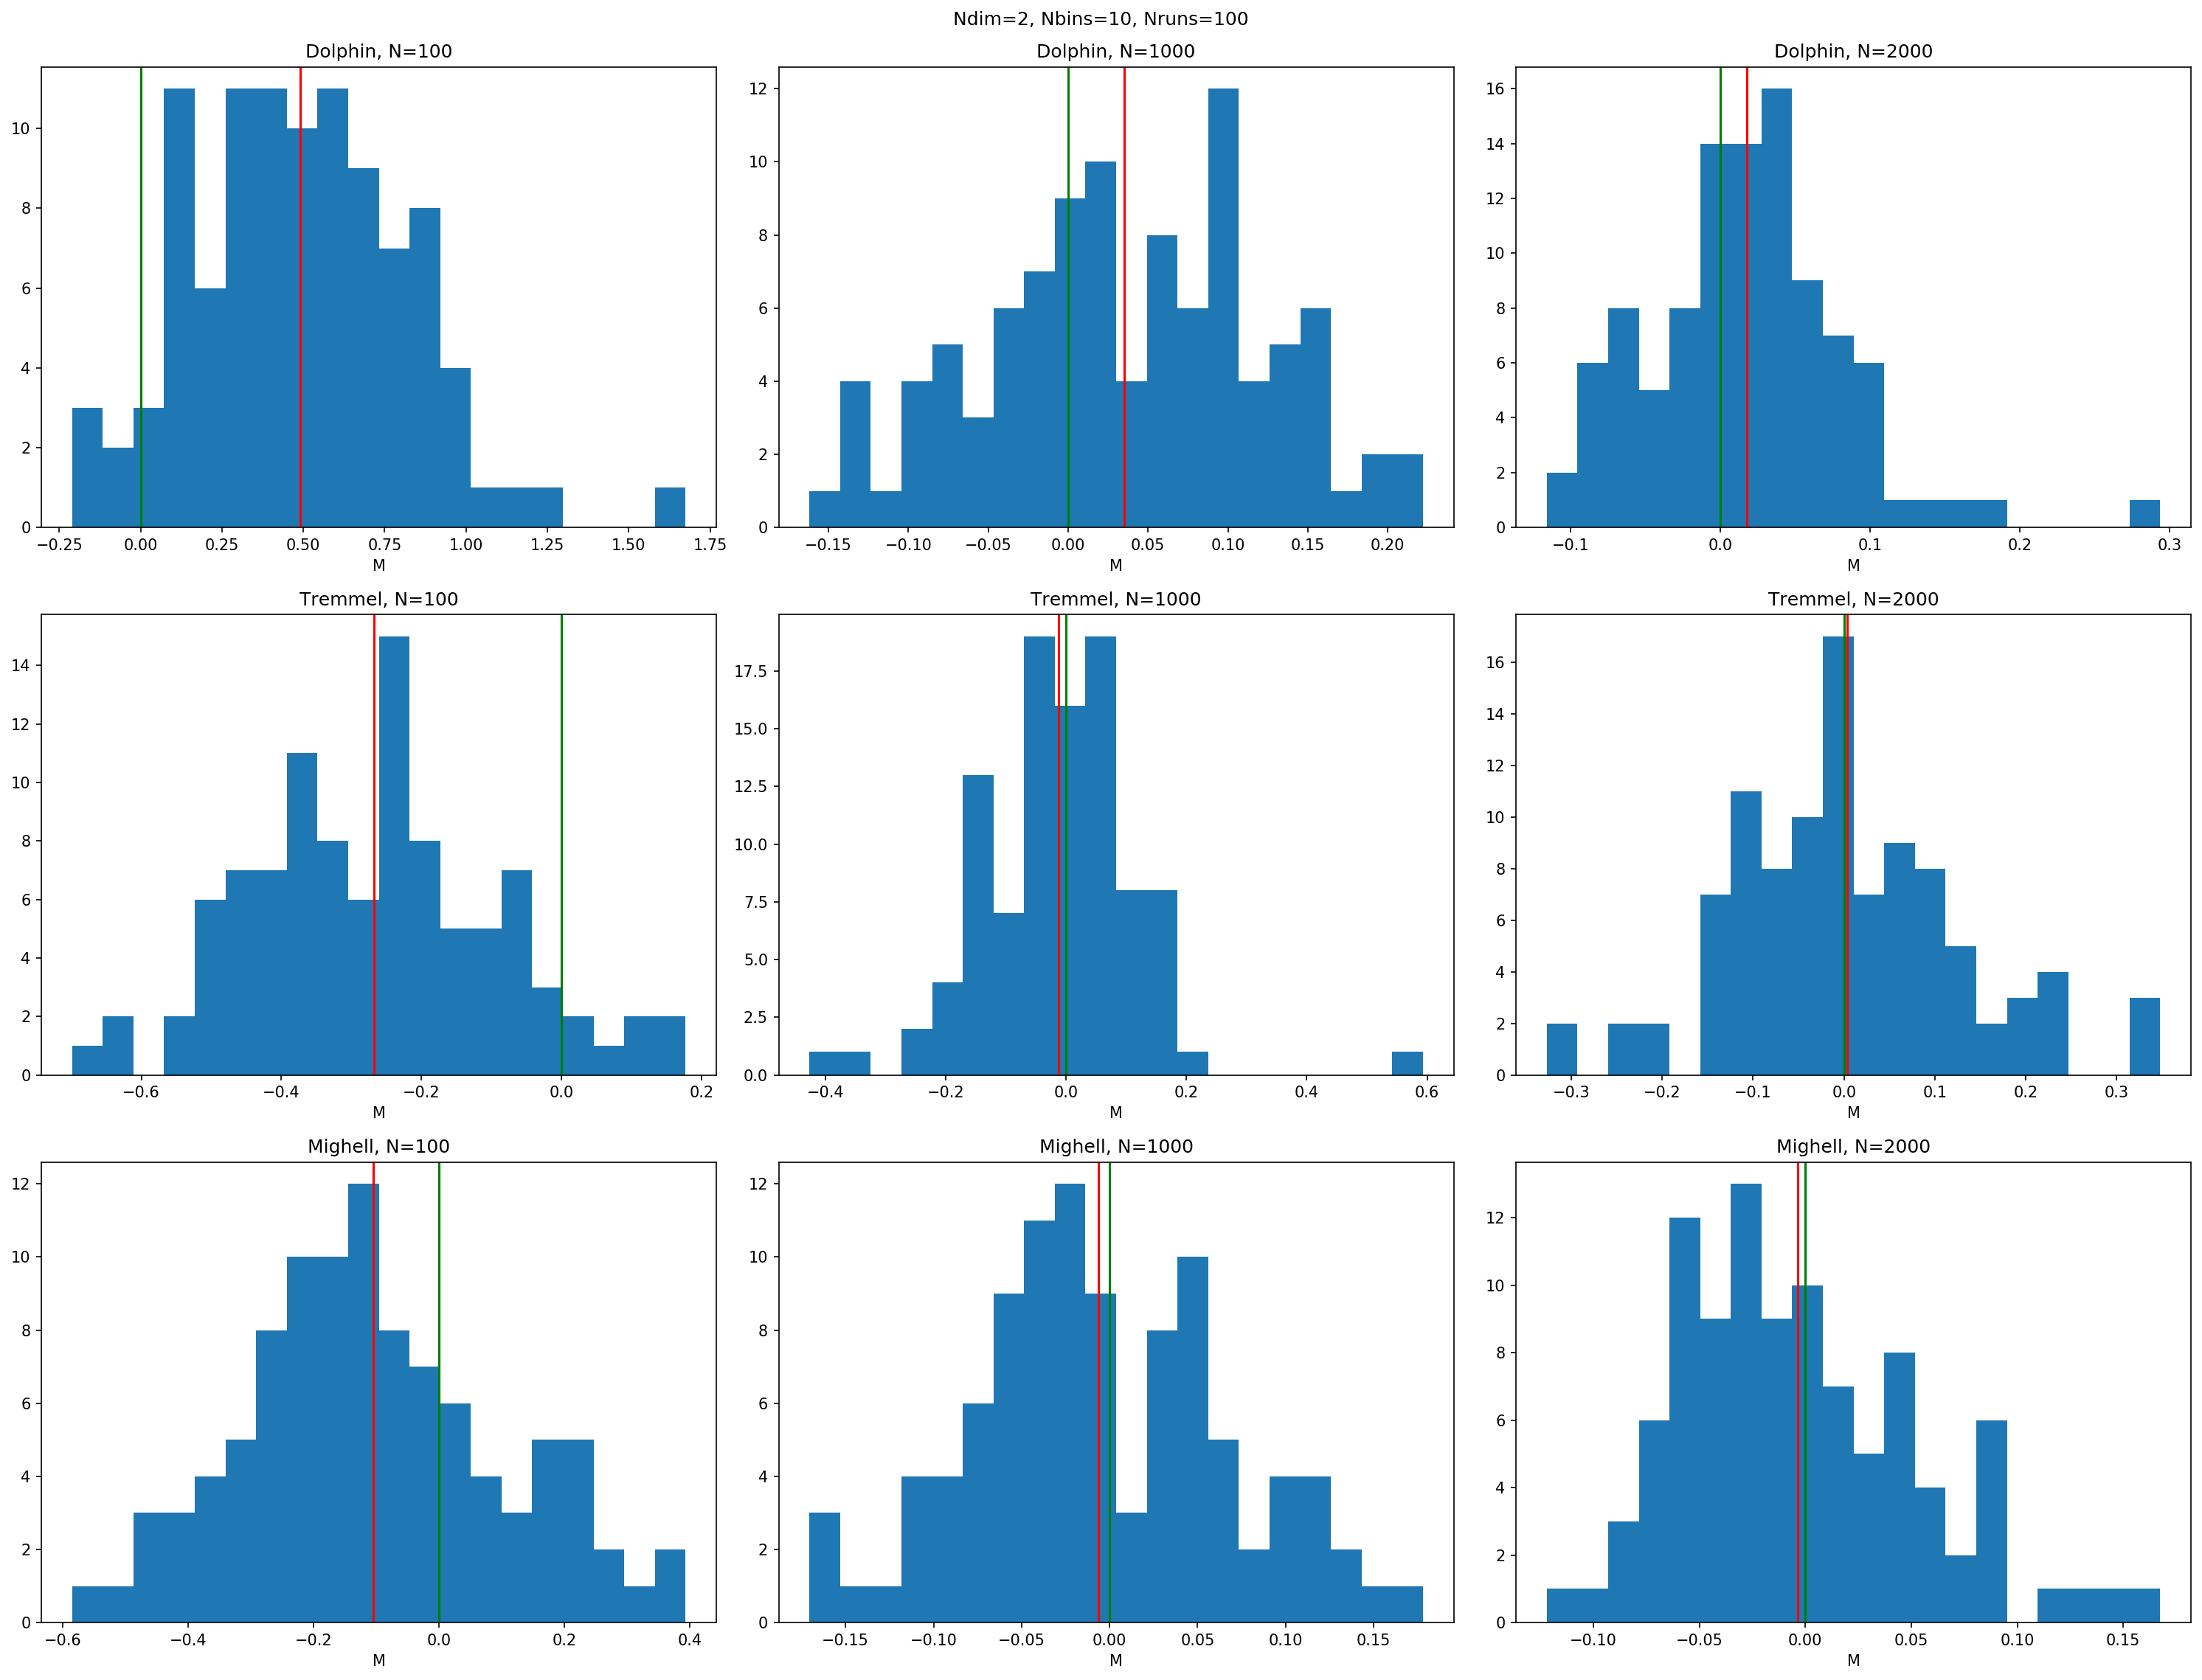 Ndim=2, Nbins=10, Nruns=100
Dolphin, N=100
Dolphin, N=1000
Dolphin, N=2000
10
8
6
4
2
0
−0.25 0.00 0.25 0.50 0.75 1.00 1.25 1.50 1.75
M
12
10
8
6
4
2
0
−0.15 −0.10 −0.05 0.00 0.05 0.10 0.15 0.20
M
16
14
12
10
8
6
4
2
0
−0.1 0.0 0.1 0.2 0.3
M
Tremmel, N=100
Tremmel, N=1000
Tremmel, N=2000
14
12
10
8
6
4
2
0
−0.6 −0.4 −0.2 0.0 0.2
M
17.5
15.0
12.5
10.0
7.5
5.0
2.5
0.0
−0.4 −0.2 0.0 0.2 0.4 0.6
M
16
14
12
10
8
6
4
2
0
−0.3 −0.2 −0.1 0.0 0.1 0.2 0.3
M
Mighell, N=100
Mighell, N=1000
Mighell, N=2000
12
10
8
6
4
2
0
−0.6 −0.4 −0.2 0.0 0.2 0.4
M
12
10
8
6
4
2
0
−0.15 −0.10 −0.05 0.00 0.05 0.10 0.15
M
12
10
8
6
4
2
0
−0.10 −0.05 0.00 0.05 0.10 0.15
M